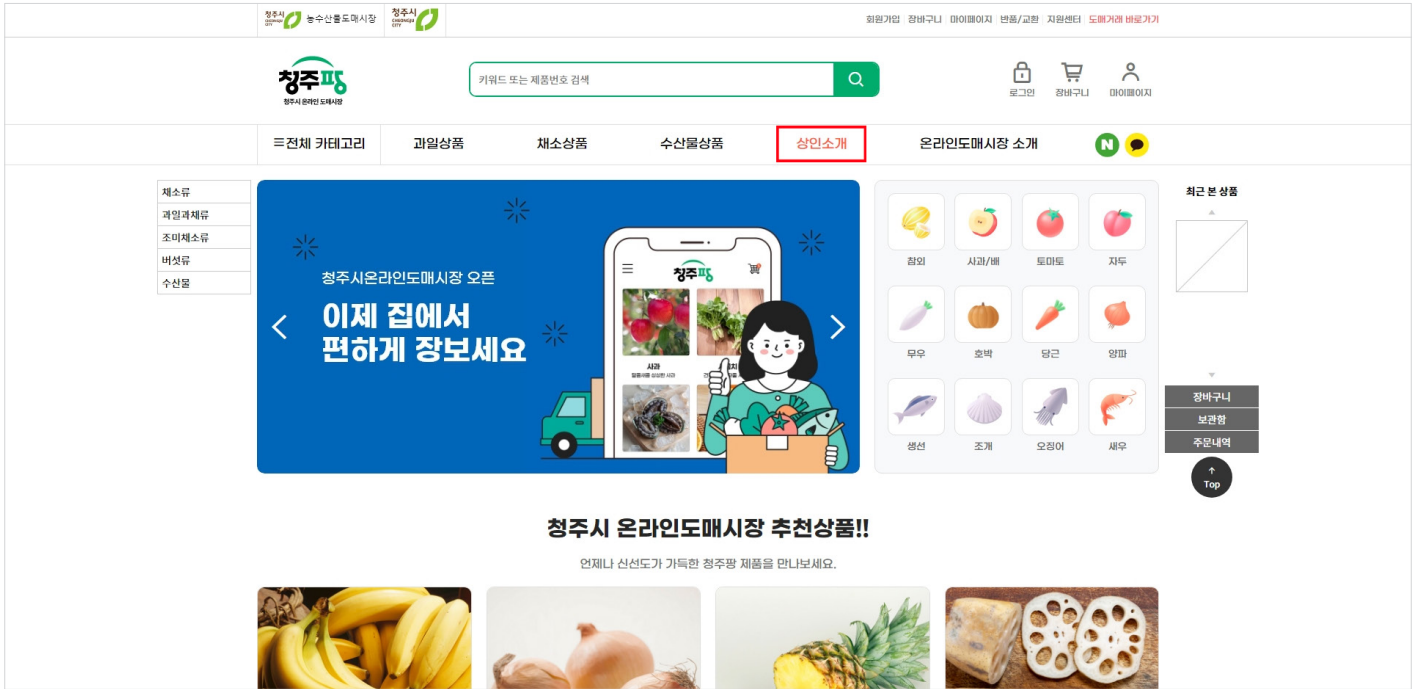 청주시 농수산물도매시장 청주시
CHEONGJU CITY CHEONGJU CITY
회원가입 장바구니 마이페이지 반품/교환 지원센터 도매거래 바로가기
청주팡
청주시 온라인 도매시장
키워드 또는 제품번호 검색
로그인 장바구니 마이페이지
☰전체 카테고리 과일상품 채소상품 수산물상품 상인소개 온라인도매시장 소개 N
채소류
과일과채류
조미채소류
버섯류
수산물
청주시온라인도매시장 오픈
이제 집에서
편하게 장보세요
청주팡
사과
참외 사과/배 토마토 자두
무우 호박 당근 양파
생선 조개 오징어 새우
최근 본 상품
장바구니
보관함
주문내역
↑
Top
청주시 온라인도매시장 추천상품!!
언제나 신선도가 가득한 청주팡 제품을 만나보세요.